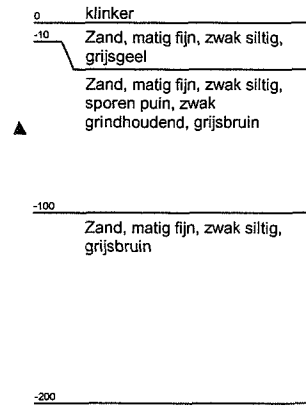 0 klinker
-10 Zand, matig fijn, zwak siltig,
grijsgeel
Zand, matig fijn, zwak siltig,
sporen puin, zwak
grindhoudend, grijsbruin
-100
Zand, matig fijn, zwak siltig,
grijsbruin
-200